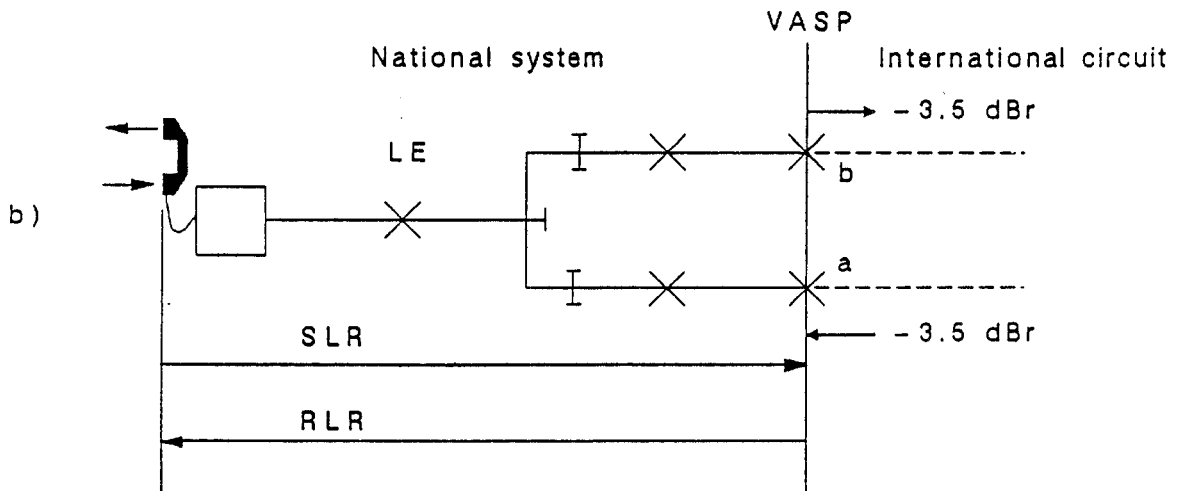 VASP
National system
International circuit
- 3.5 dBr
LE
b
b)
a
- 3.5 dBr
SLR
RLR